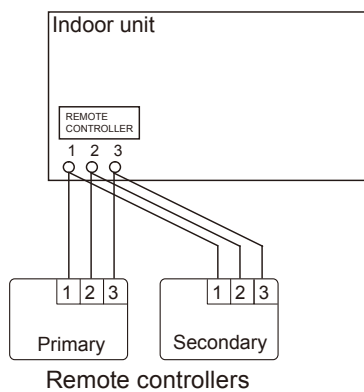 Indoor unit
REMOTE
CONTROLLER
1 2 3
1 2 3
1 2 3
Primary
Secondary
Remote controllers